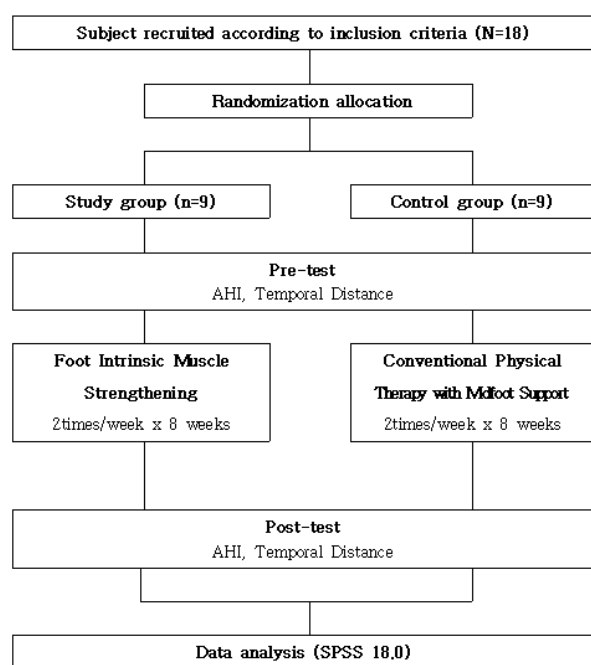 Subject recruited according to inclusion criteria (N=18)
Randomization allocation
Study group (n=9)
Control group (n=9)
Pre-test
AHI, Temporal Distance
Foot Intrinsic Muscle
Strengthening
2times/week x 8 weeks
Conventional Physical
Therapy with Midfoot Support
2times/week x 8 weeks
Post-test
AHI, Temporal Distance
Data analysis (SPSS 18.0)